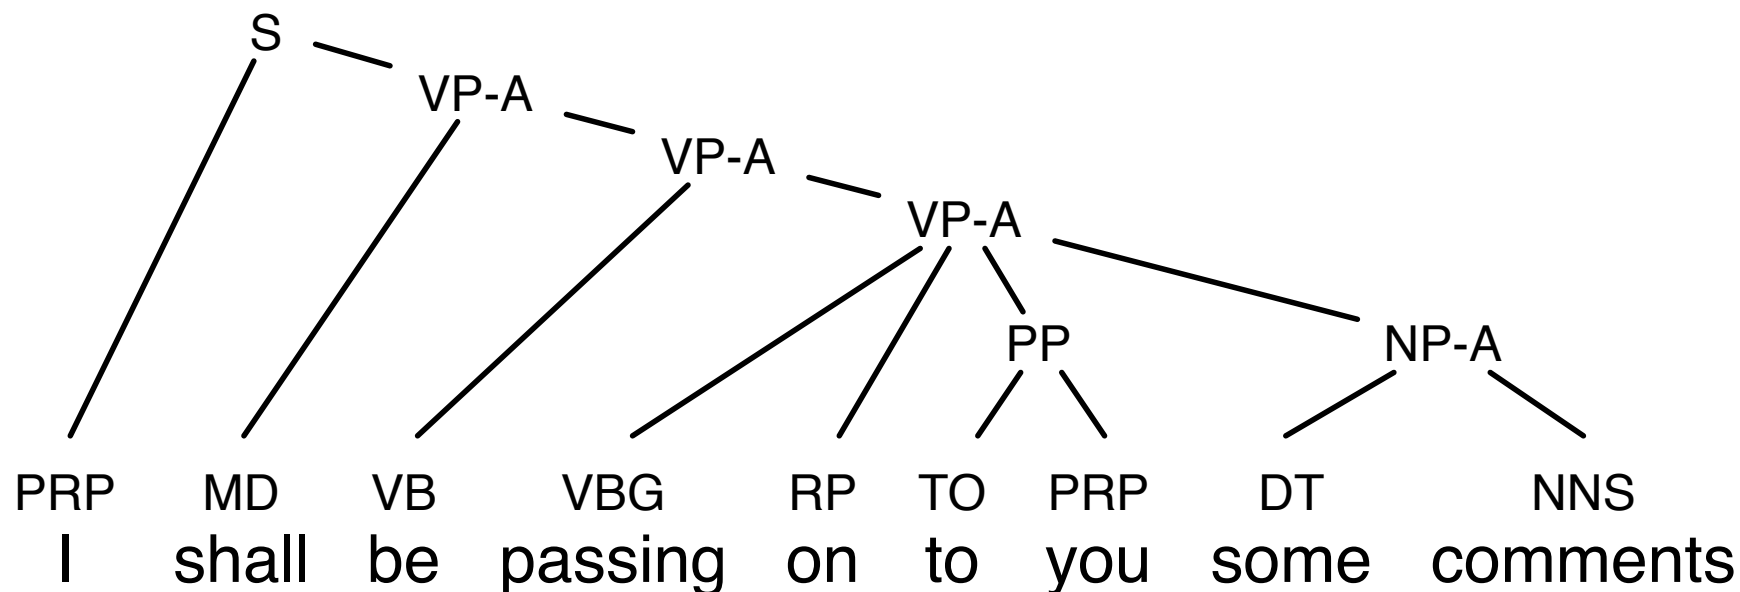 S
VP-A
VP-A
VP-A
PP NP-A
PRP MD VB VBG RP TO PRP DT NNS
I shall be passing on to you some comments